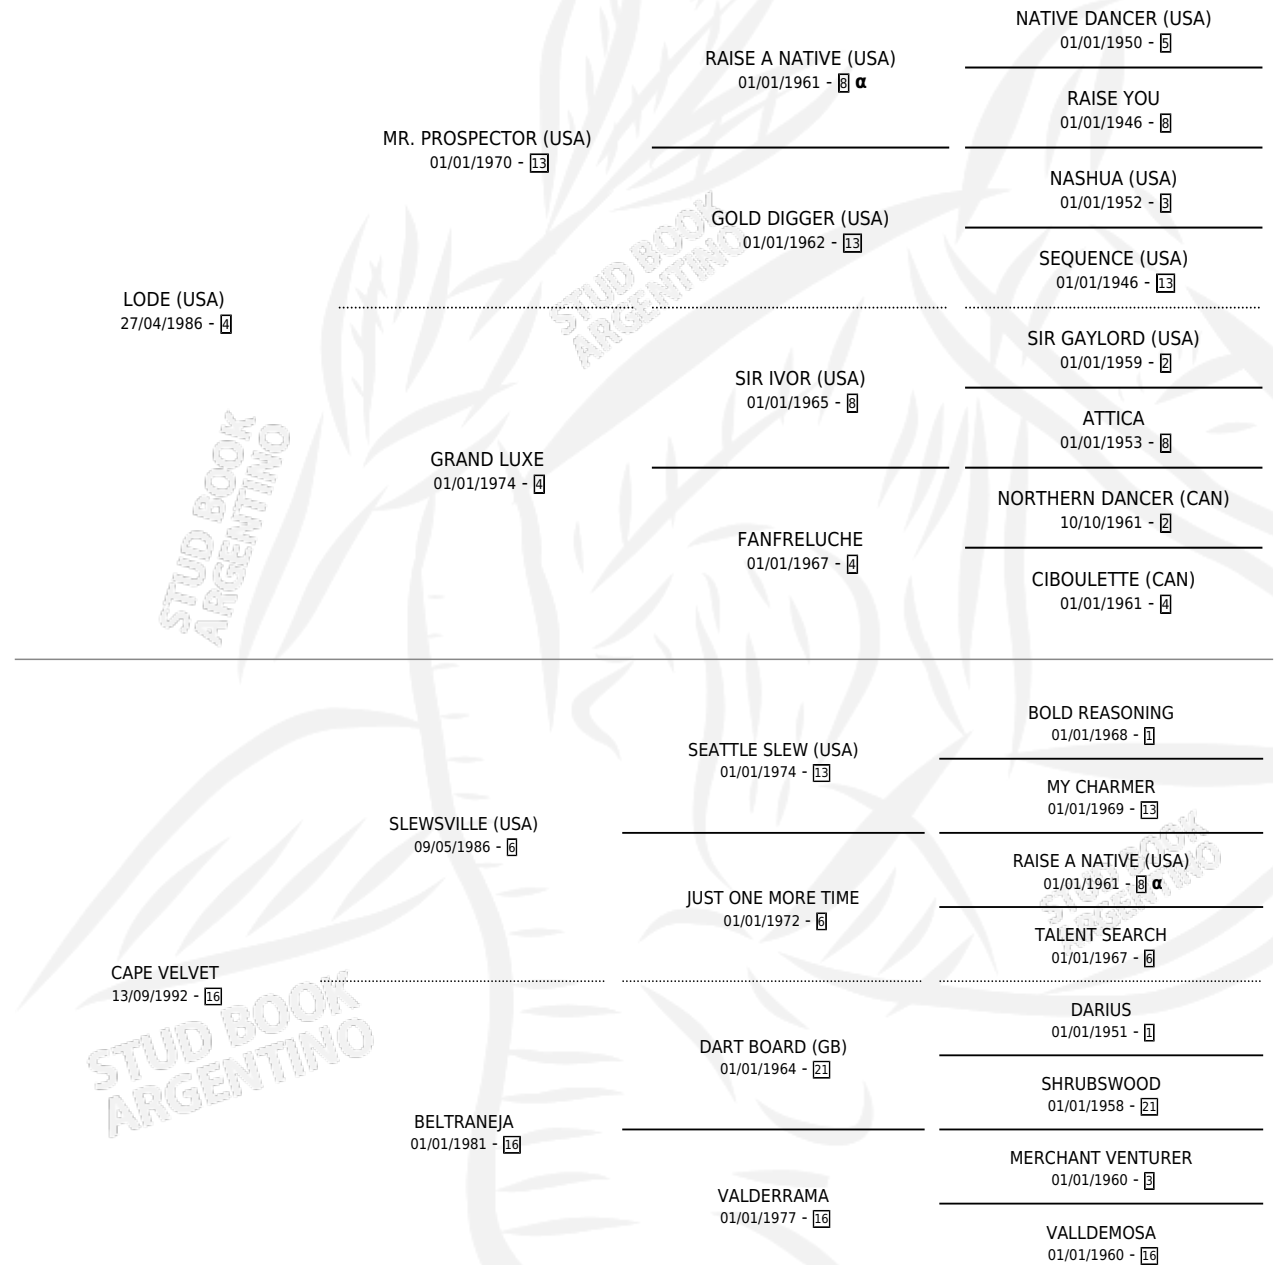 NATIVE DANCER (USA)
01/01/1950 - 5
RAISE A NATIVE (USA)
01/01/1961 - 8 α
RAISE YOU
01/01/1946 - 8
MR. PROSPECTOR (USA)
01/01/1970 - 13
NASHUA (USA)
01/01/1952 - 3
GOLD DIGGER (USA)
01/01/1962 - 13
SEQUENCE (USA)
01/01/1946 - 13
LODE (USA)
27/04/1986 - 4
SIR GAYLORD (USA)
01/01/1959 - 2
SIR IVOR (USA)
01/01/1965 - 8
ATTICA
01/01/1953 - 8
GRAND LUXE
01/01/1974 - 4
NORTHERN DANCER (CAN)
10/10/1961 - 2
FANFRELUCHE
01/01/1967 - 4
CIBOULETTE (CAN)
01/01/1961 - 4
BOLD REASONING
01/01/1968 - 1
SEATTLE SLEW (USA)
01/01/1974 - 13
MY CHARMER
01/01/1969 - 13
SLEWSVILLE (USA)
09/05/1986 - 6
RAISE A NATIVE (USA)
01/01/1961 - 8 α
JUST ONE MORE TIME
01/01/1972 - 6
TALENT SEARCH
01/01/1967 - 6
CAPE VELVET
13/09/1992 - 16
DARIUS
01/01/1951 - 1
DART BOARD (GB)
01/01/1964 - 21
SHRUBSWOOD
01/01/1958 - 21
BELTRANEJA
01/01/1981 - 16
MERCHANT VENTURER
01/01/1960 - 3
VALDERRAMA
01/01/1977 - 16
VALLDEMOSA
01/01/1960 - 16
STUD BOOK
ARGENTINO
STUD BOOK
ARGENTINO
STUD BOOK
ARGENTINO
STUD BOOK
ARGENTINO